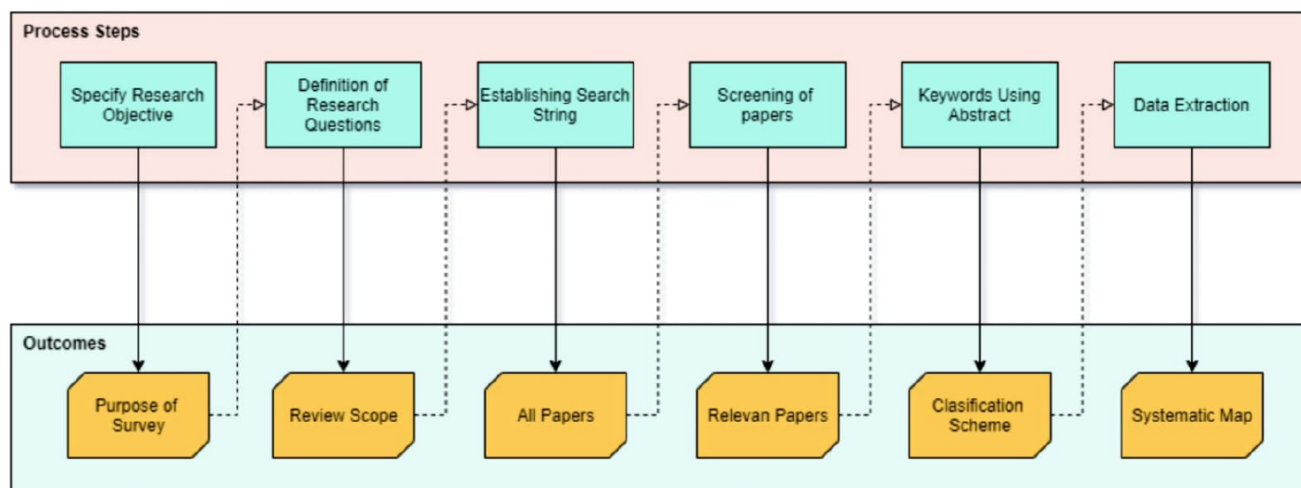 Process Steps
Specify Research
Objective
Definition of
Research
Questions
Establishing Search
String
Screening of
papers
Keywords Using
Abstract
Data Extraction
Outcomes
Purpose of
Survey
Review Scope
All Papers
Relevan Papers
Clasification
Scheme
Systematic Map